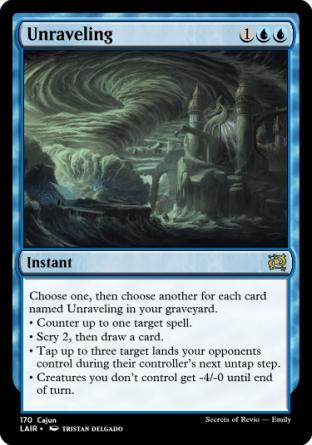 Unraveling 1
Instant
Choose one, then choose another for each card
named Unraveling in your graveyard.
• Counter up to one target spell.
• Scry 2, then draw a card.
• Tap up to three target lands your opponents
control during their controller's next untap step.
• Creatures you don't control get -4/-0 until end
of turn.
170 Cajun Secrets of Revio — Emily
LAIR • TRISTAN DELGADO